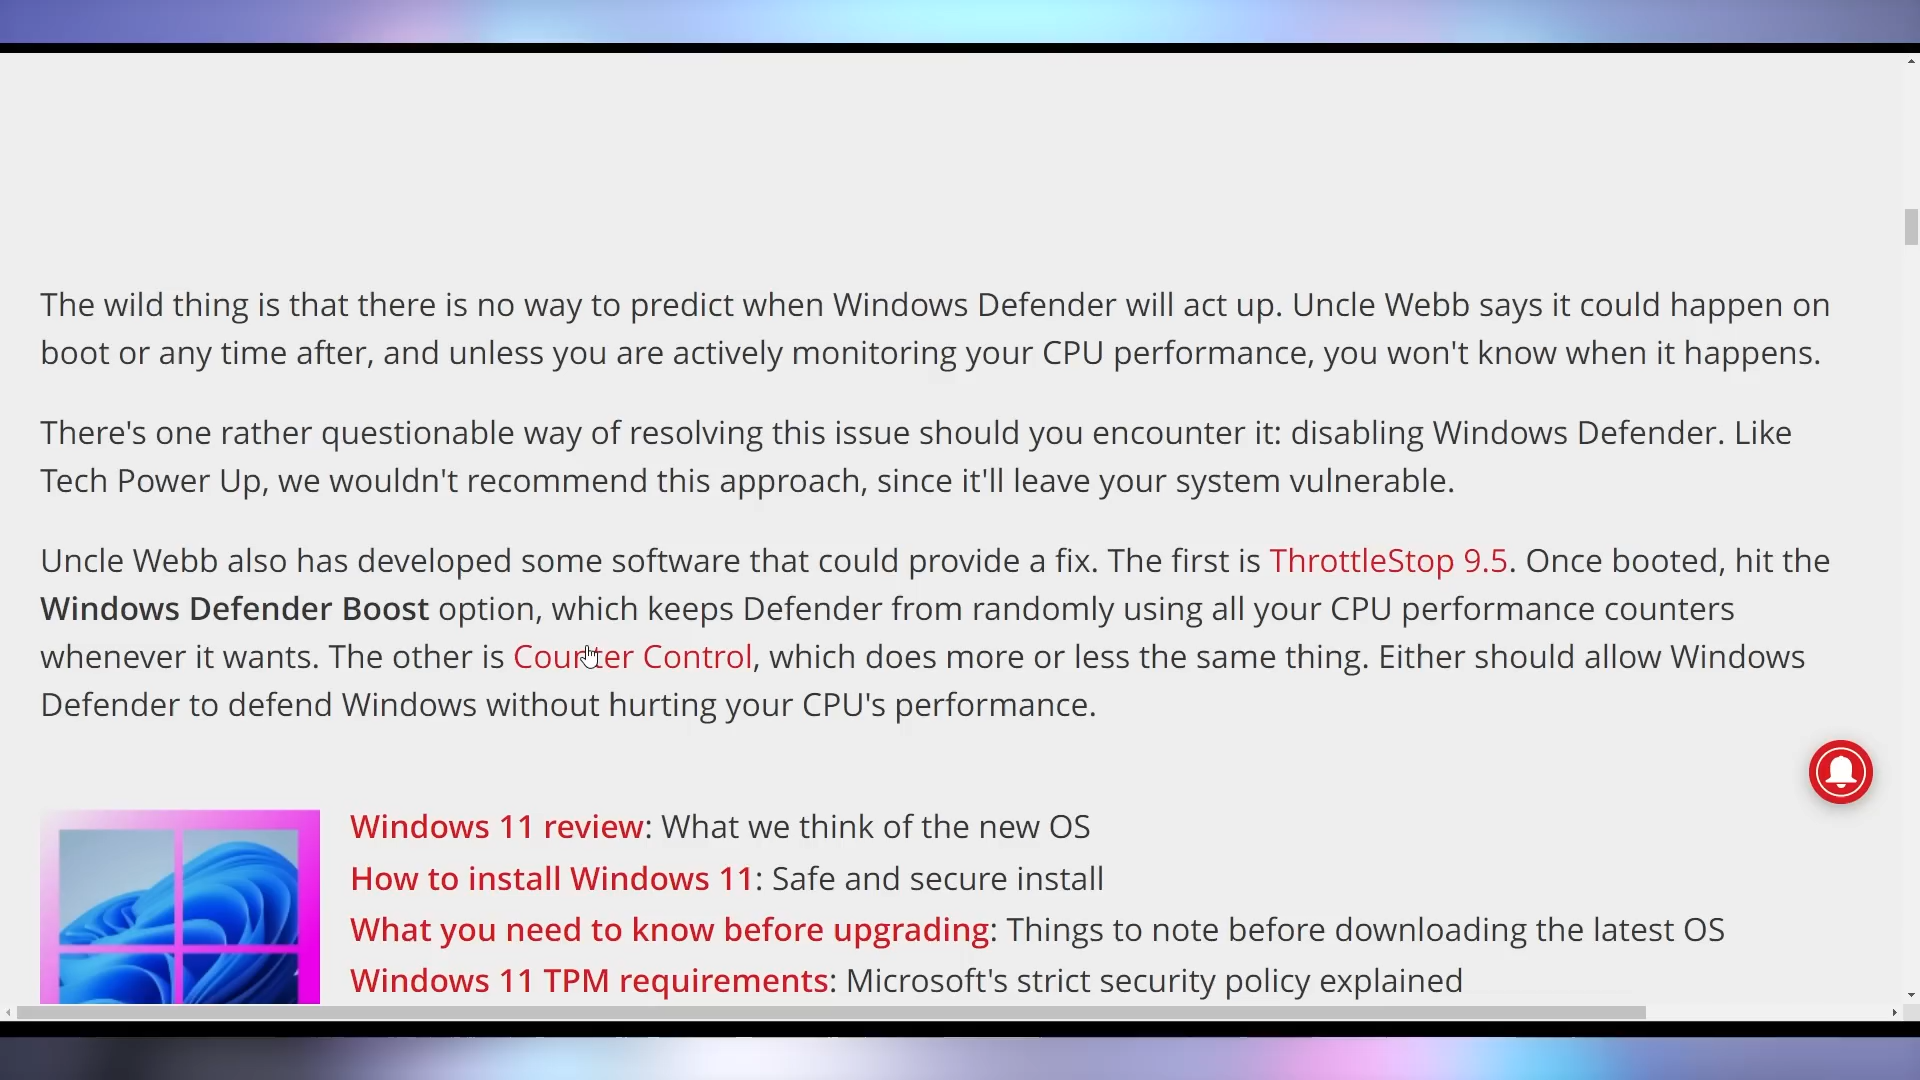 The wild thing is that there is no way to predict when Windows Defender will act up. Uncle Webb says it could happen on
boot or any time after, and unless you are actively monitoring your CPU performance, you won't know when it happens.
There's one rather questionable way of resolving this issue should you encounter it: disabling Windows Defender. Like
Tech Power Up, we wouldn't recommend this approach, since it'll leave your system vulnerable.
Uncle Webb also has developed some software that could provide a fix. The first is ThrottleStop 9.5. Once booted, hit the
Windows Defender Boost option, which keeps Defender from randomly using all your CPU performance counters
whenever it wants. The other is Counter Control, which does more or less the same thing. Either should allow Windows
Defender to defend Windows without hurting your CPU's performance.
Windows 11 review: What we think of the new OS
How to install Windows 11: Safe and secure install
What you need to know before upgrading: Things to note before downloading the latest OS
Windows 11 TPM requirements: Microsoft's strict security policy explained